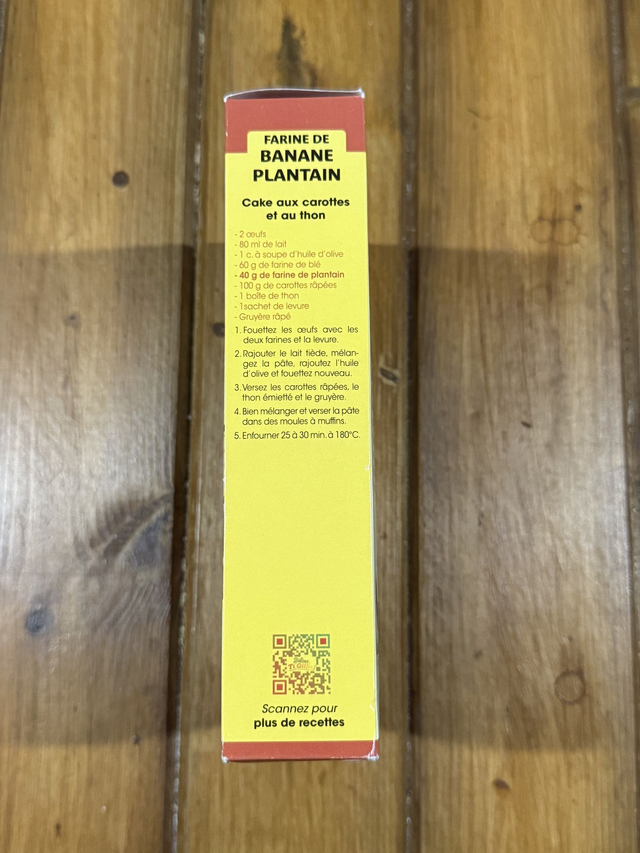 FARINE DE
BANANE
PLANTAIN
Cake aux carottes
et au thon
- 2 œufs
- 80 ml de lait
- 1 c. à soupe d'huile d'olive
- 60 g de farine de blé
- 40 g de farine de plantain
- 100 g de carottes râpées
- 1 boîte de thon
- 1sachet de levure
- Gruyère râpé
1. Fouettez les œufs avec les
deux farines et la levure.
2. Rajouter le lait tiède, mélan-
gez la pâte, rajoutez l'huile
d'olive et fouettez nouveau.
3. Versez les carottes râpées, le
thon émietté et le gruyère.
4. Bien mélanger et verser la pâte
dans des moules à muffins.
5. Enfourner 25 à 30 min. à 180°C.
Scannez pour
plus de recettes